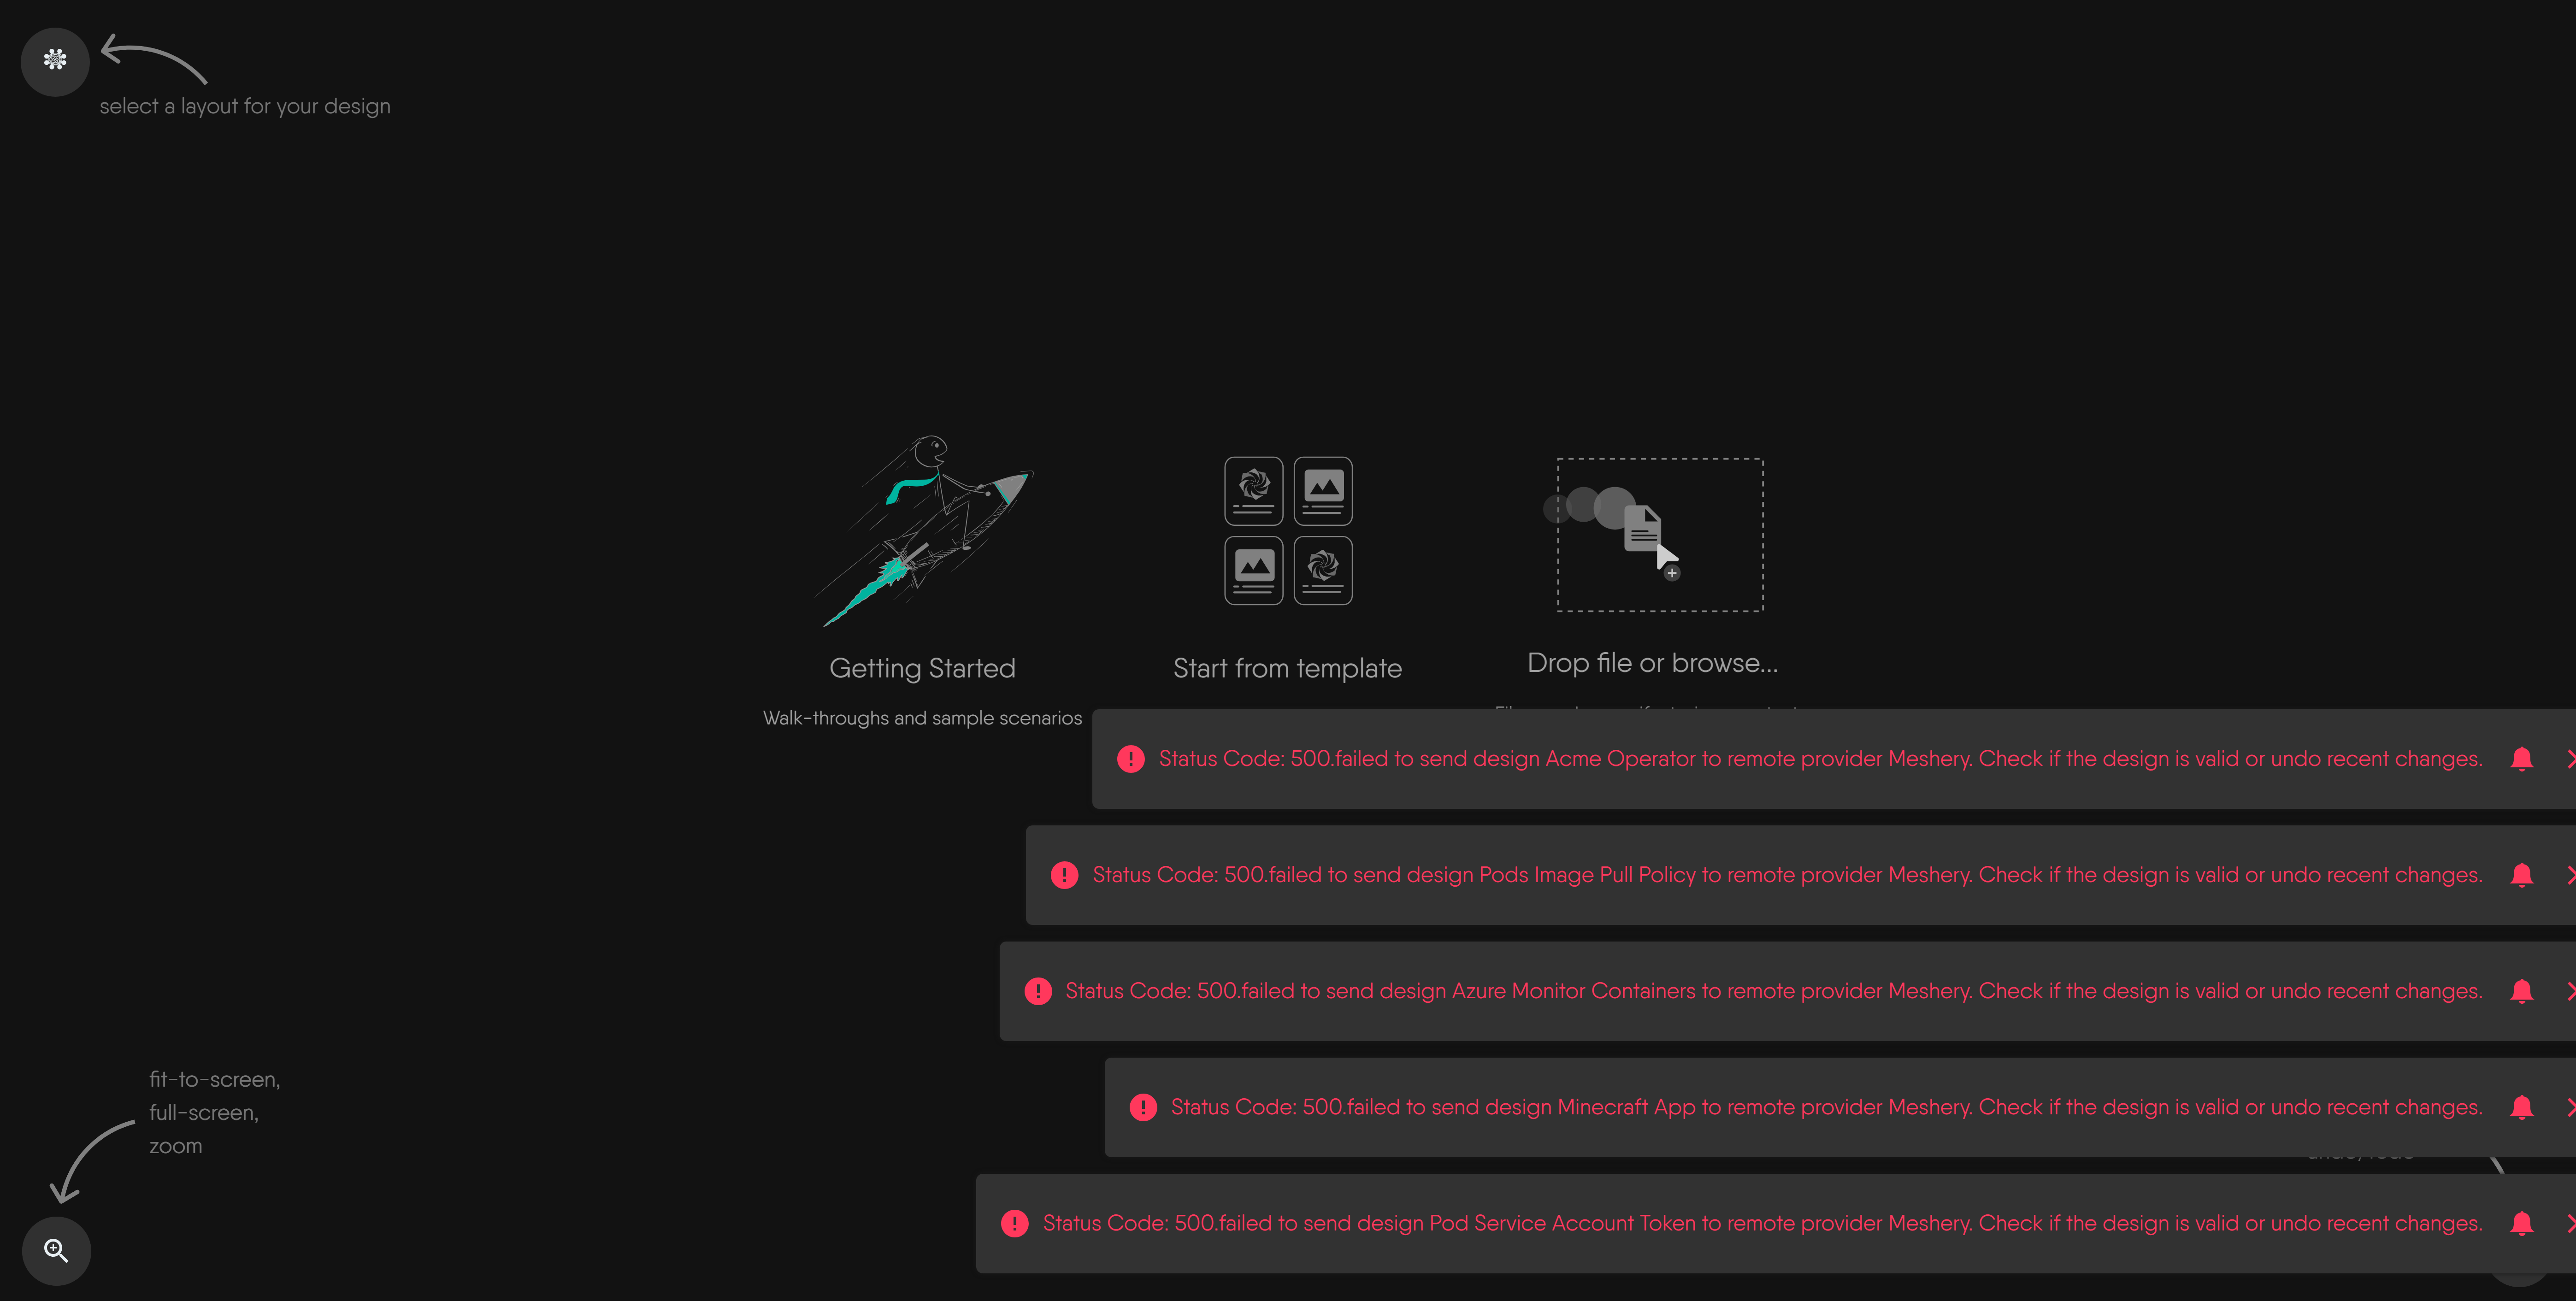 select a layout for your design
Getting Started
Start from template
Drop file or browse...
Walk-throughs and sample scenarios
Status Code: 500.failed to send design Acme Operator to remote provider Meshery. Check if the design is valid or undo recent changes.
Status Code: 500.failed to send design Pods Image Pull Policy to remote provider Meshery. Check if the design is valid or undo recent changes.
Status Code: 500.failed to send design Azure Monitor Containers to remote provider Meshery. Check if the design is valid or undo recent changes.
fit-to-screen,
full-screen,
zoom
Status Code: 500.failed to send design Minecraft App to remote provider Meshery. Check if the design is valid or undo recent changes.
Status Code: 500.failed to send design Pod Service Account Token to remote provider Meshery. Check if the design is valid or undo recent changes.